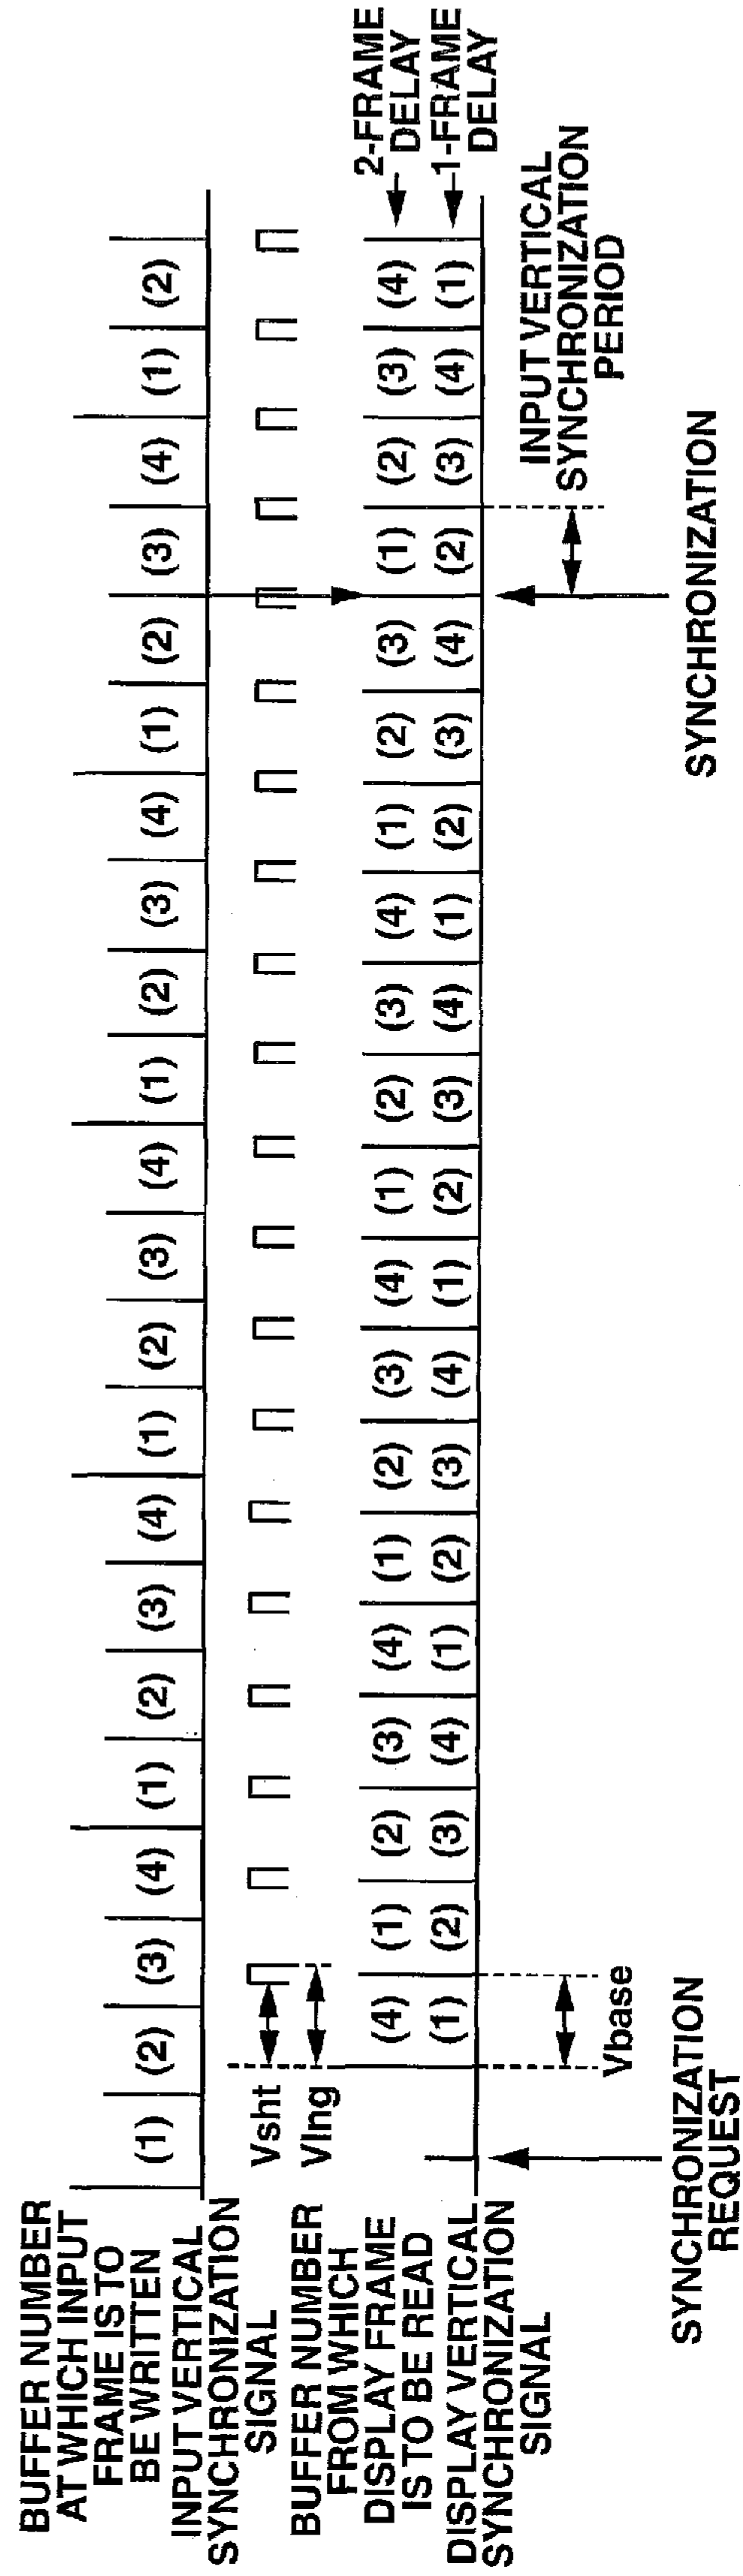 BUFFER NUMBER
AT WHICH INPUT
FRAME IS TO
BE WRITTEN
(1) (2) (3) (4) (1) (2) (3) (4) (1) (2) (3) (4) (1) (2) (3) (4) (1) (2) (3) (4) (1) (2)
INPUT VERTICAL
SYNCHRONIZATION
SIGNAL
Vsht
Vlng
BUFFER NUMBER
FROM WHICH
DISPLAY FRAME
IS TO BE READ
(4) (1) (2) (3) (4) (1) (2) (3) (4) (1) (2) (3) (4) (1) (2) (3) (1) (2) (3) (4)
2-FRAME
DELAY
(1) (2) (3) (4) (1) (2) (3) (4) (1) (2) (3) (4) (1) (2) (3) (4) (2) (3) (4) (1)
1-FRAME
DELAY
DISPLAY VERTICAL
SYNCHRONIZATION
SIGNAL
Vbase
INPUT VERTICAL
SYNCHRONIZATION
PERIOD
SYNCHRONIZATION
REQUEST
SYNCHRONIZATION